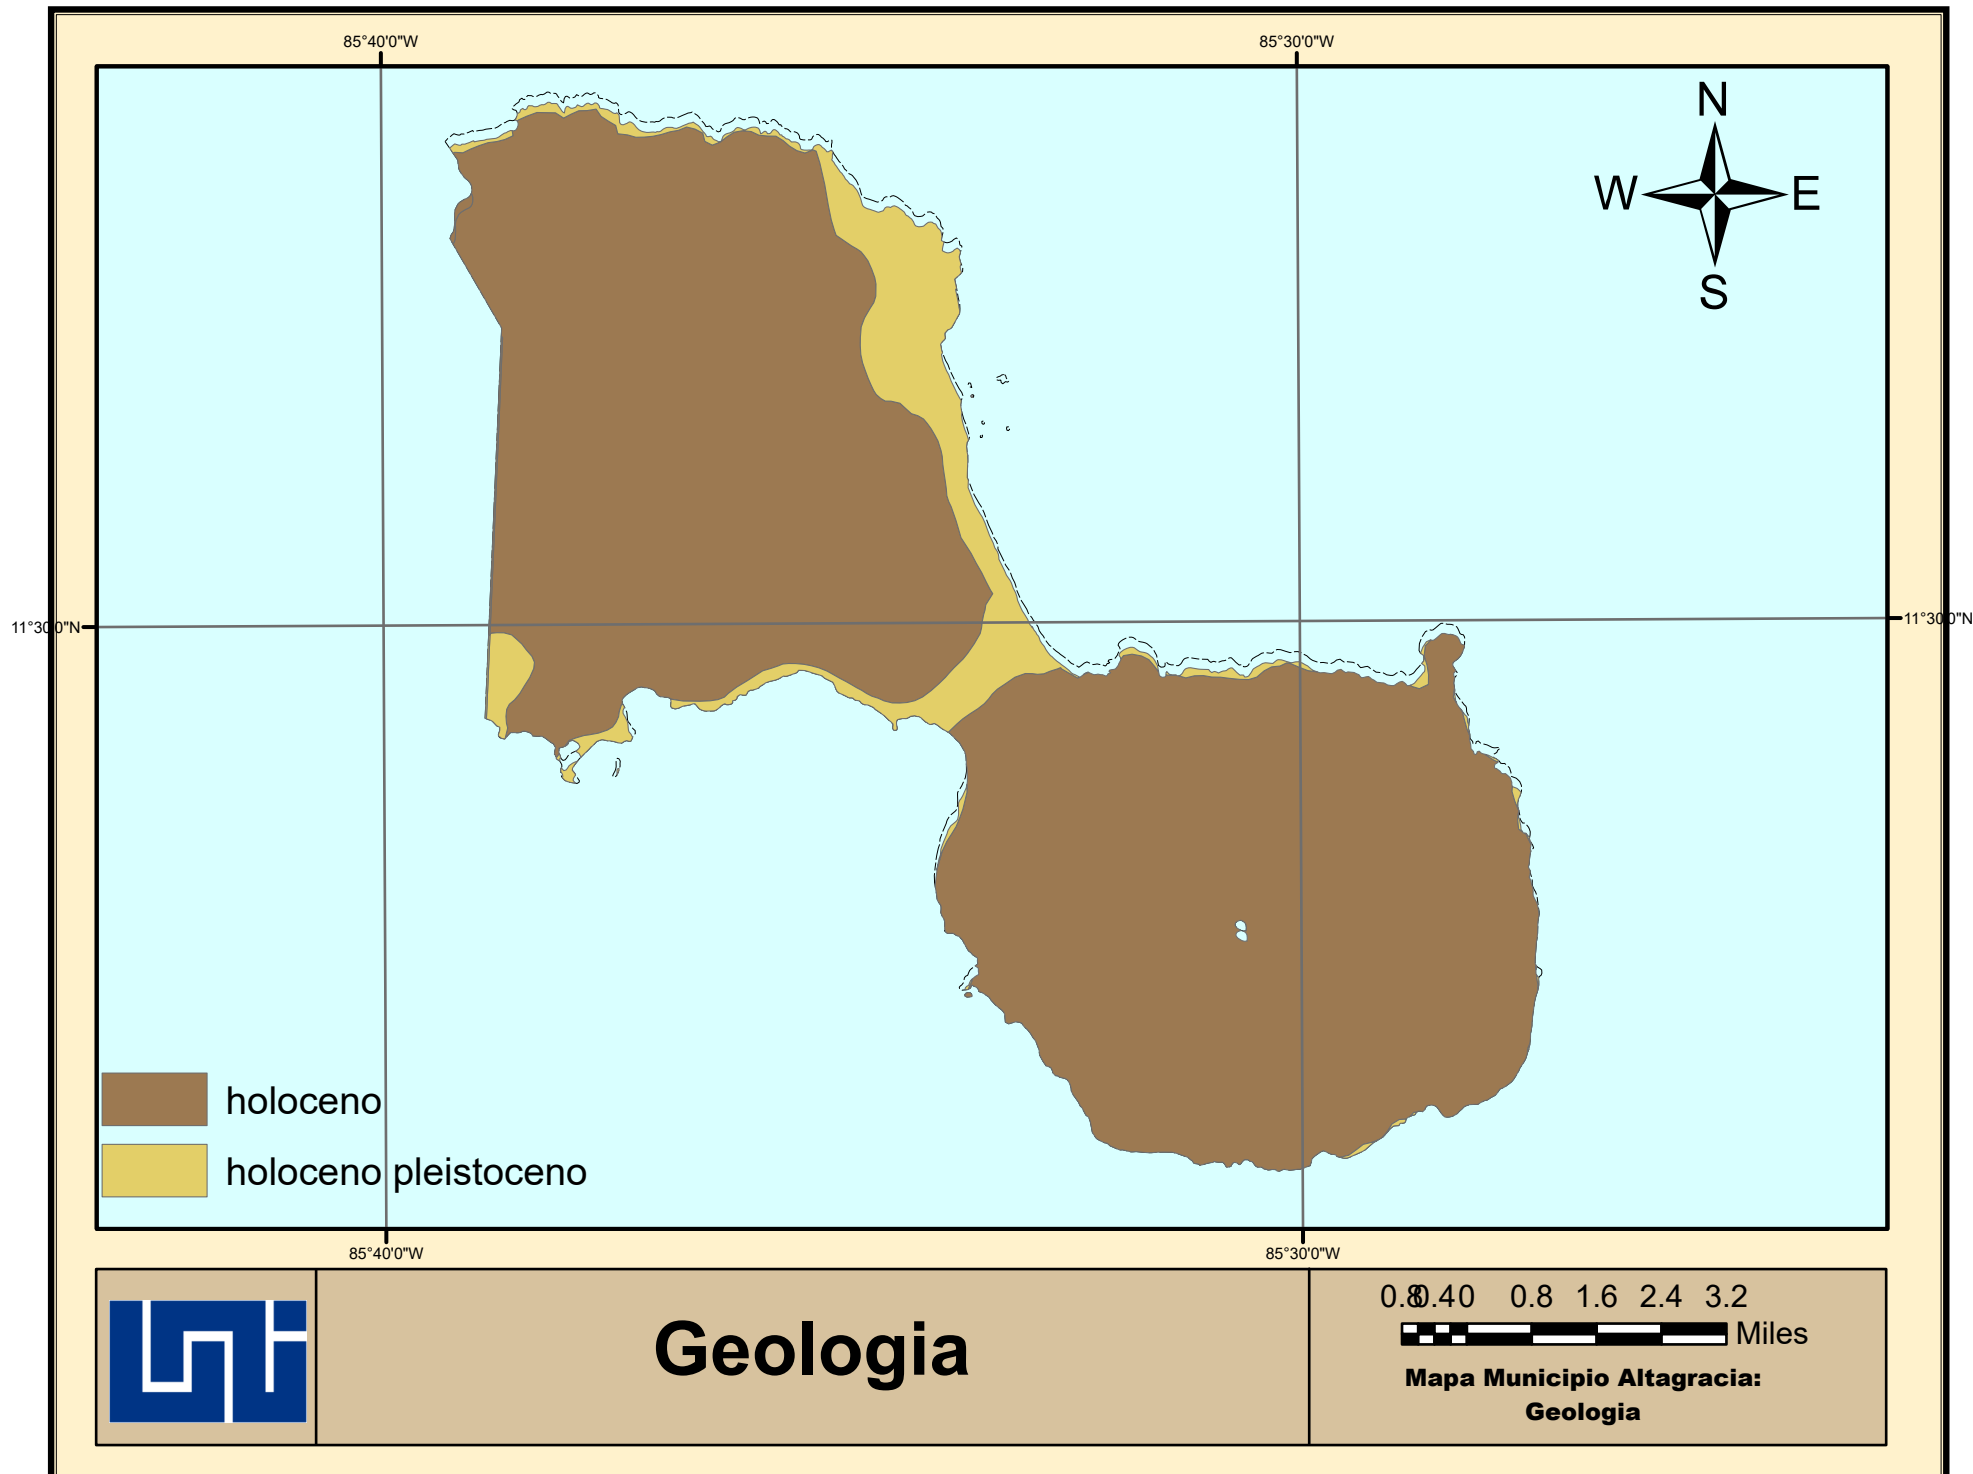 85°40'0"W
85°30'0"W
N
W
E
S
11°30'0"N
11°30'0"N
holoceno
holoceno pleistoceno
85°40'0"W
85°30'0"W
Geologia
0.8 0.4 0 0.8 1.6 2.4 3.2
Miles
Mapa Municipio Altagracia:
Geologia